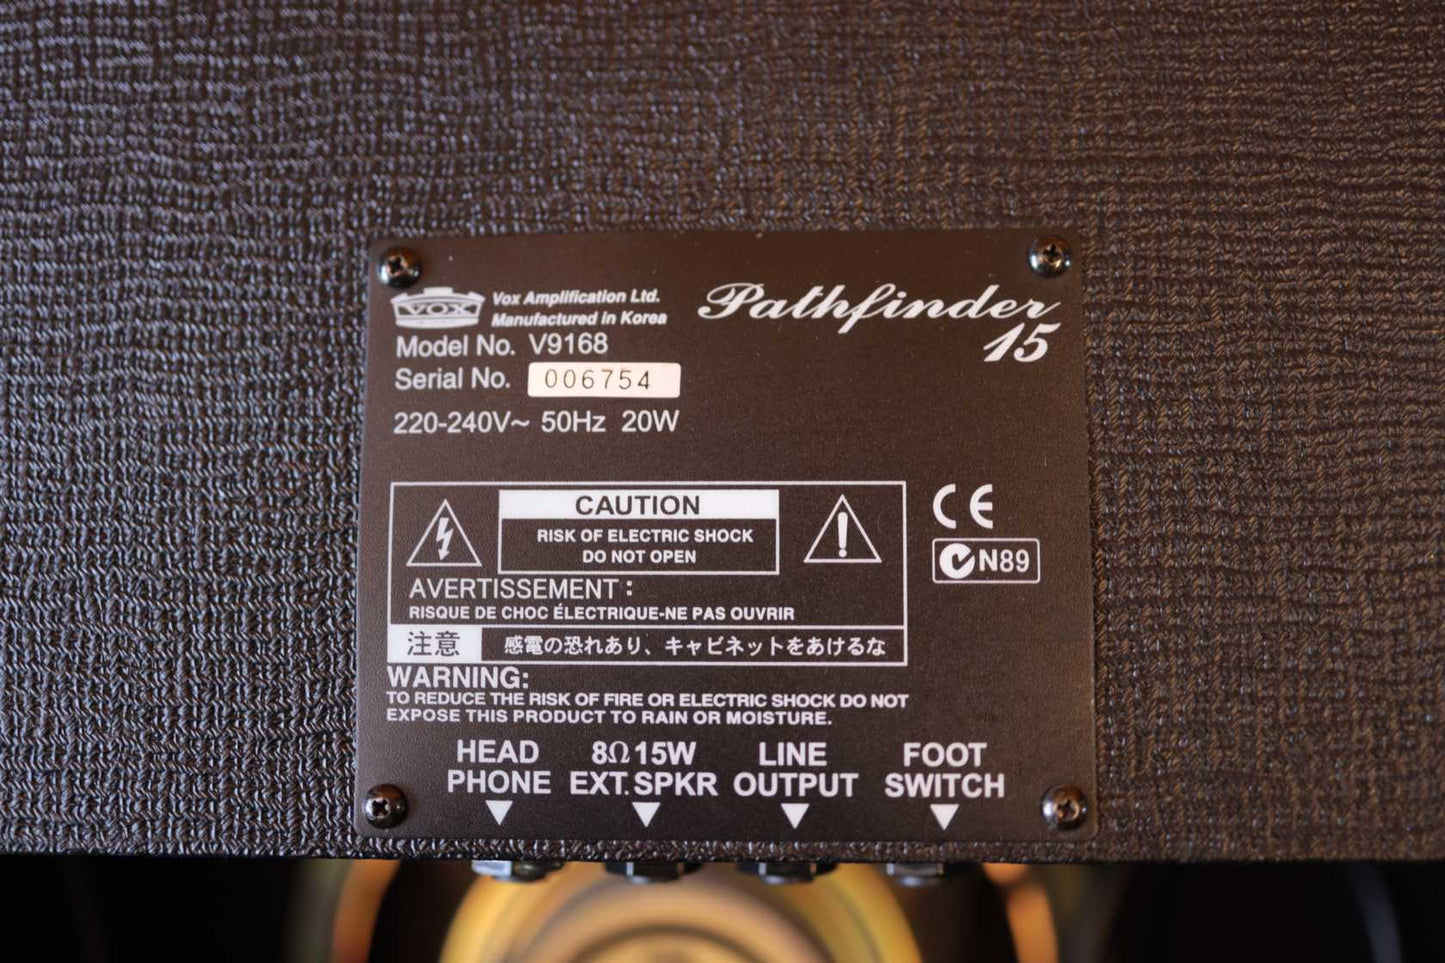 VOX
Vox Amplification Ltd.
Manufactured in Korea
Pathfinder
15
Model No. V9168
Serial No. 006754
220-240V~ 50Hz 20W
CAUTION
RISK OF ELECTRIC SHOCK
DO NOT OPEN
AVERTISSEMENT :
RISQUE DE CHOC ÉLECTRIQUE-NE PAS OUVRIR
注意 感電の恐れあり、キャビネットをあけるな
CE
N89
WARNING:
TO REDUCE THE RISK OF FIRE OR ELECTRIC SHOCK DO NOT
EXPOSE THIS PRODUCT TO RAIN OR MOISTURE.
HEAD PHONE
8Ω 15W EXT. SPKR
LINE OUTPUT
FOOT SWITCH